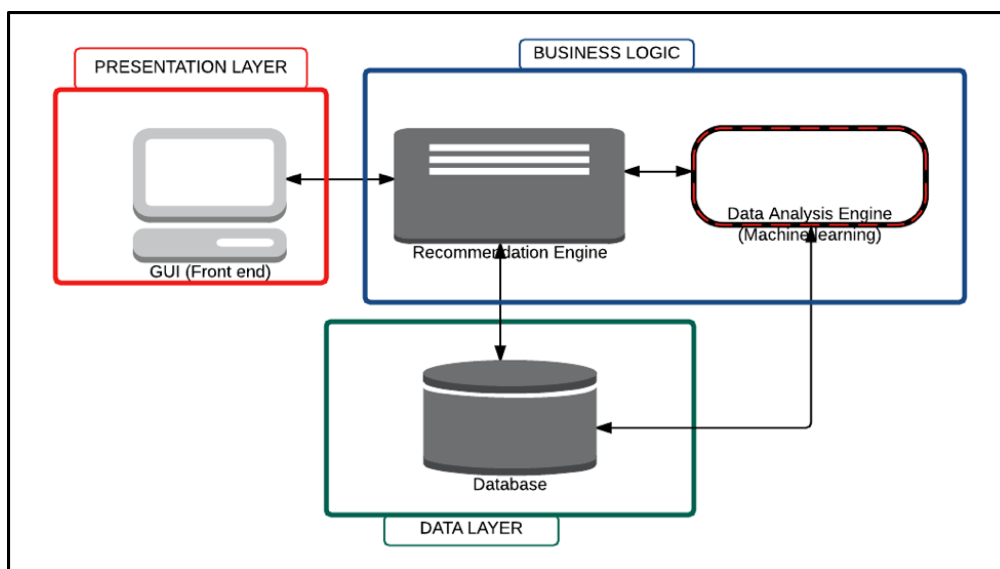 PRESENTATION LAYER
BUSINESS LOGIC
GUI (Front end)
Recommendation Engine
Data Analysis Engine
(Machine learning)
Database
DATA LAYER